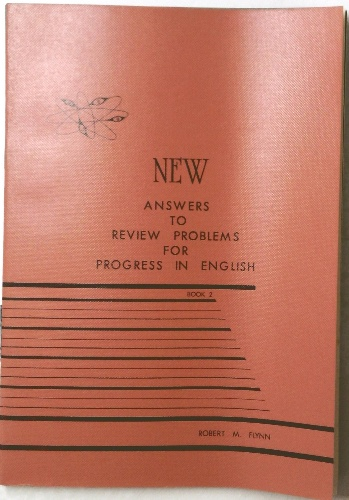 NEW
ANSWERS
TO
REVIEW PROBLEMS
FOR
PROGRESS IN ENGLISH
BOOK 2
ROBERT M. FLYNN